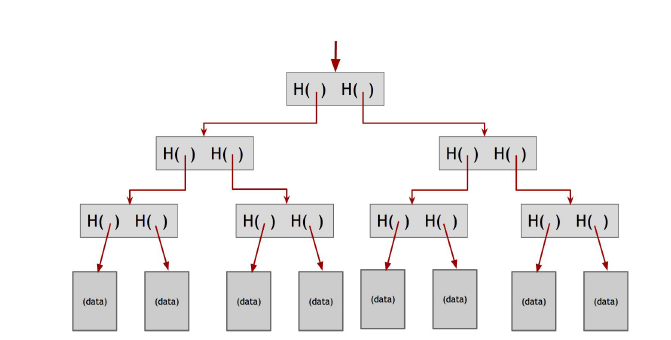 H( ) H( )
H( ) H( ) H( ) H( )
H( ) H( ) H( ) H( ) H( ) H( ) H( ) H( )
(data) (data) (data) (data) (data) (data) (data) (data)